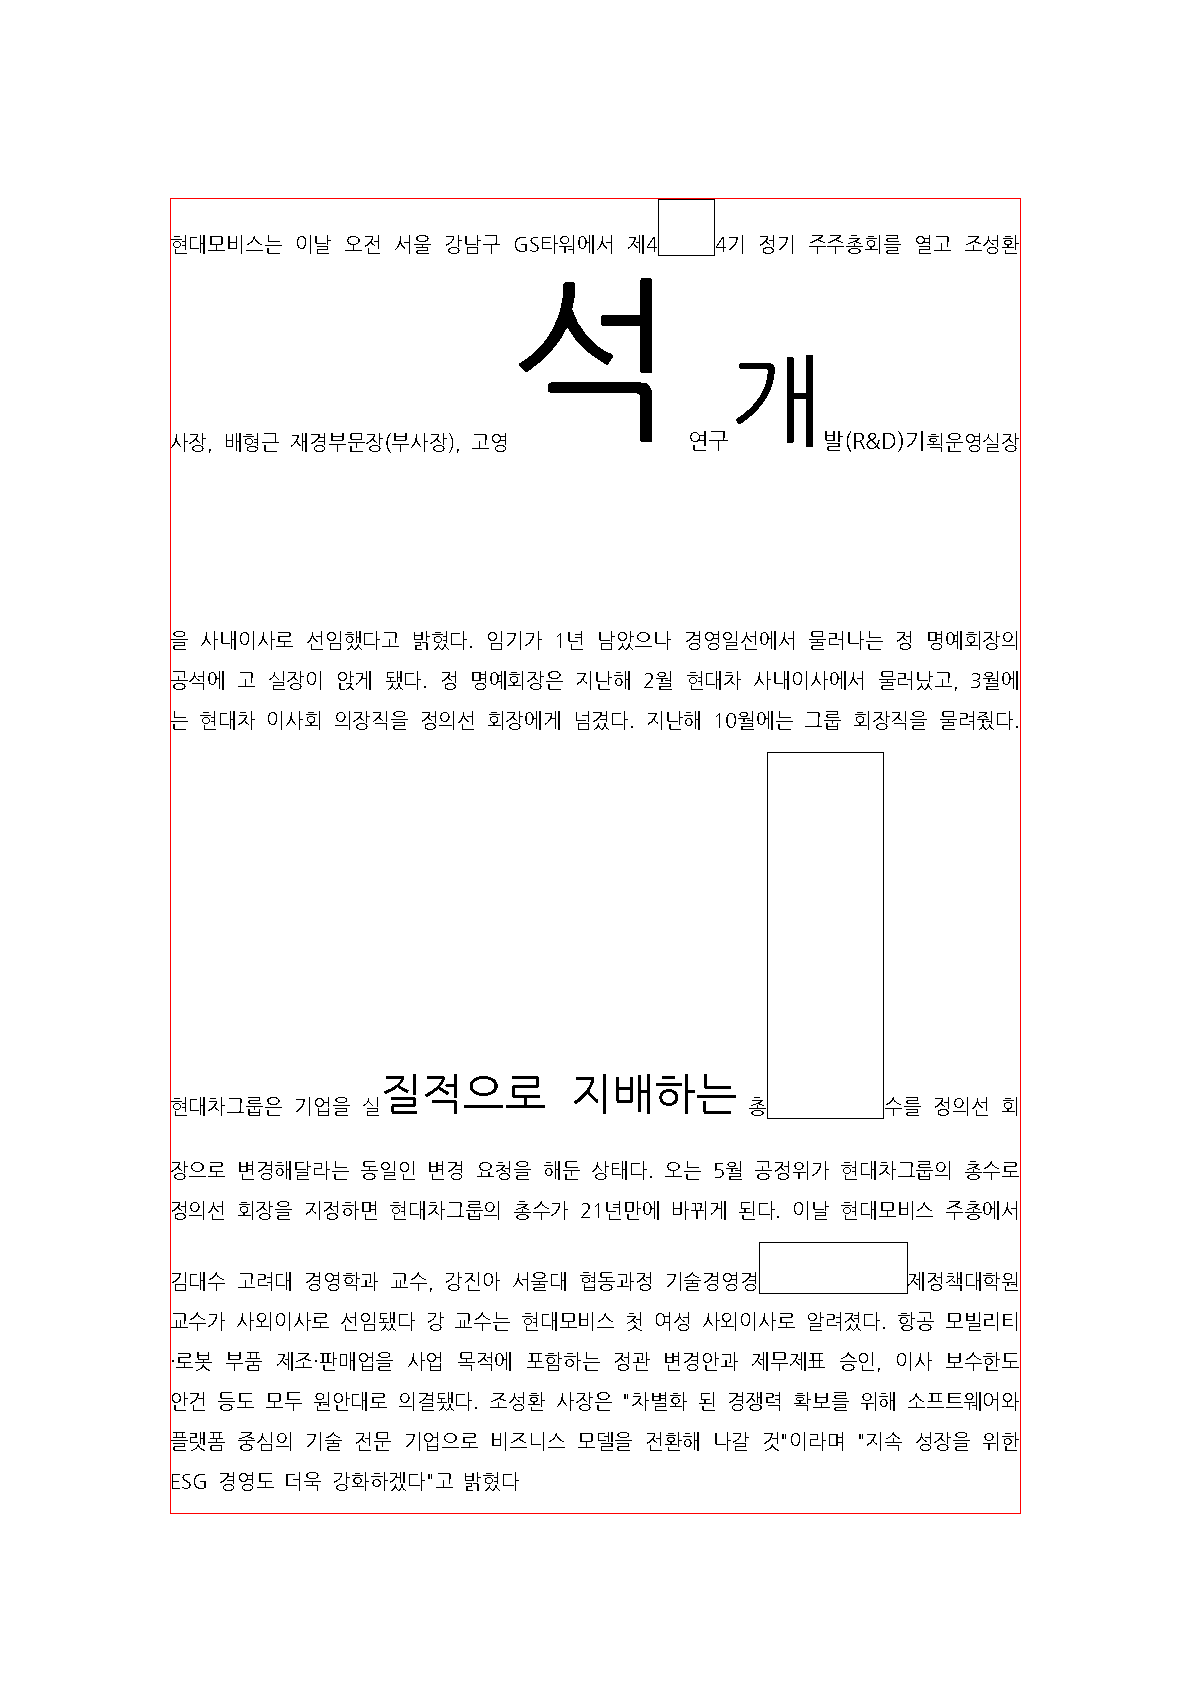 현대모비스는 이날 오전 서울 강남구 GS타워에서 제4 4기 정기 주주총회를 열고 조성환
사장, 배형근 재경부문장(부사장), 고영석 연구개발(R&D)기획운영실장
을 사내이사로 선임했다고 밝혔다. 임기가 1년 남았으나 경영일선에서 물러나는 정 명예회장의
공석에 고 실장이 앉게 됐다. 정 명예회장은 지난해 2월 현대차 사내이사에서 물러났고, 3월에
는 현대차 이사회 의장직을 정의선 회장에게 넘겼다. 지난해 10월에는 그룹 회장직을 물려줬다.
현대차그룹은 기업을 실질적으로 지배하는 총 수를 정의선 회
장으로 변경해달라는 동일인 변경 요청을 해둔 상태다. 오는 5월 공정위가 현대차그룹의 총수로
정의선 회장을 지정하면 현대차그룹의 총수가 21년만에 바뀌게 된다. 이날 현대모비스 주총에서
김대수 고려대 경영학과 교수, 강진아 서울대 협동과정 기술경영경 제정책대학원
교수가 사외이사로 선임됐다 강 교수는 현대모비스 첫 여성 사외이사로 알려졌다. 항공 모빌리티
·로봇 부품 제조·판매업을 사업 목적에 포함하는 정관 변경안과 재무제표 승인, 이사 보수한도
안건 등도 모두 원안대로 의결됐다. 조성환 사장은 "차별화 된 경쟁력 확보를 위해 소프트웨어와
플랫폼 중심의 기술 전문 기업으로 비즈니스 모델을 전환해 나갈 것"이라며 "지속 성장을 위한
ESG 경영도 더욱 강화하겠다"고 밝혔다